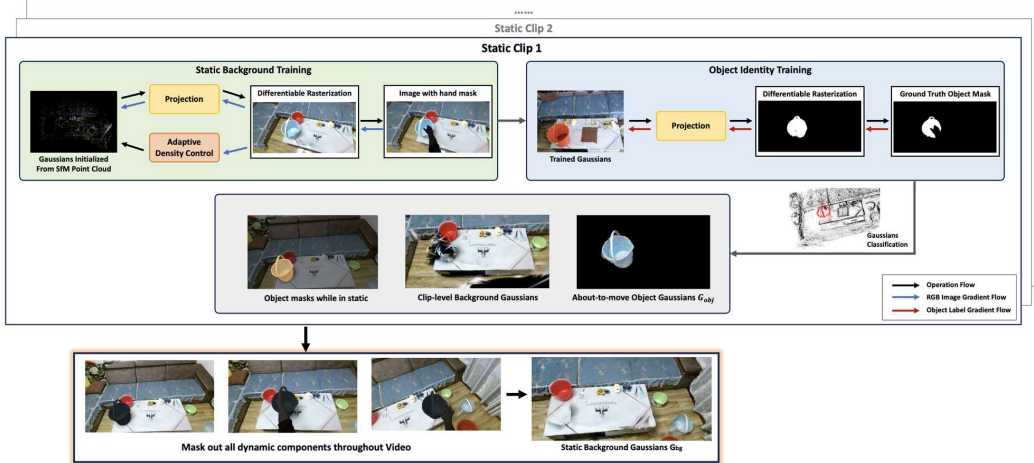 ......
Static Clip 2
Static Clip 1
Static Background Training
Projection
Differentiable Rasterization
Image with hand mask
Adaptive
Density Control
Gaussians Initialized
From SfM Point Cloud
Object Identity Training
Differentiable Rasterization
Ground Truth Object Mask
Projection
Trained Gaussians
Gaussians
Classification
Object masks while in static
Clip-level Background Gaussians
About-to-move Object Gaussians G_obj
Operation Flow
RGB Image Gradient Flow
Object Label Gradient Flow
Mask out all dynamic components throughout Video
Static Background Gaussians Gbg